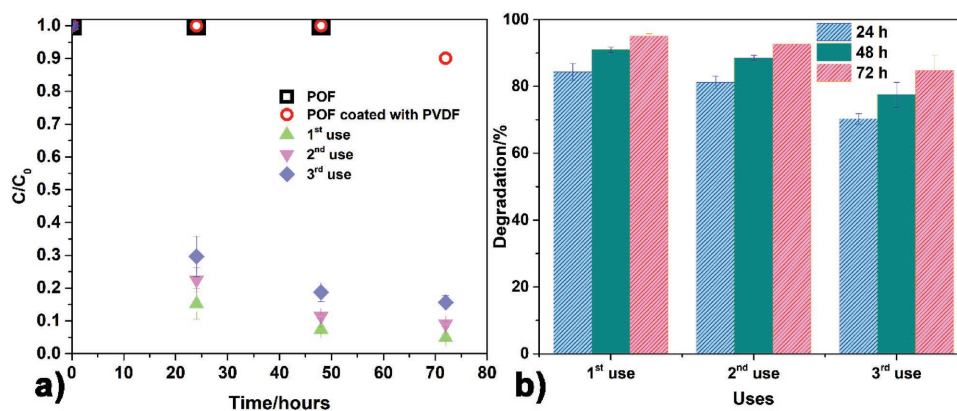 1.0
0.9
0.8
0.7
0.6
0.5
0.4
0.3
0.2
0.1
0.0
C/C₀
POF
POF coated with PVDF
1ˢᵗ use
2ⁿᵈ use
3ʳᵈ use
0 10 20 30 40 50 60 70 80
Time/hours
a)
100
80
60
40
20
0
Degradation/%
24 h
48 h
72 h
1ˢᵗ use 2ⁿᵈ use 3ʳᵈ use
Uses
b)